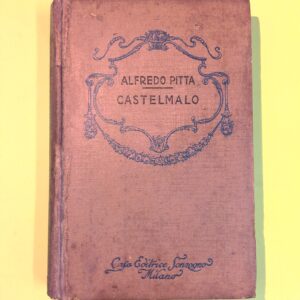 ALFREDO PITTA
CASTELMALO
Casa Editrice Sonzogno
Milano